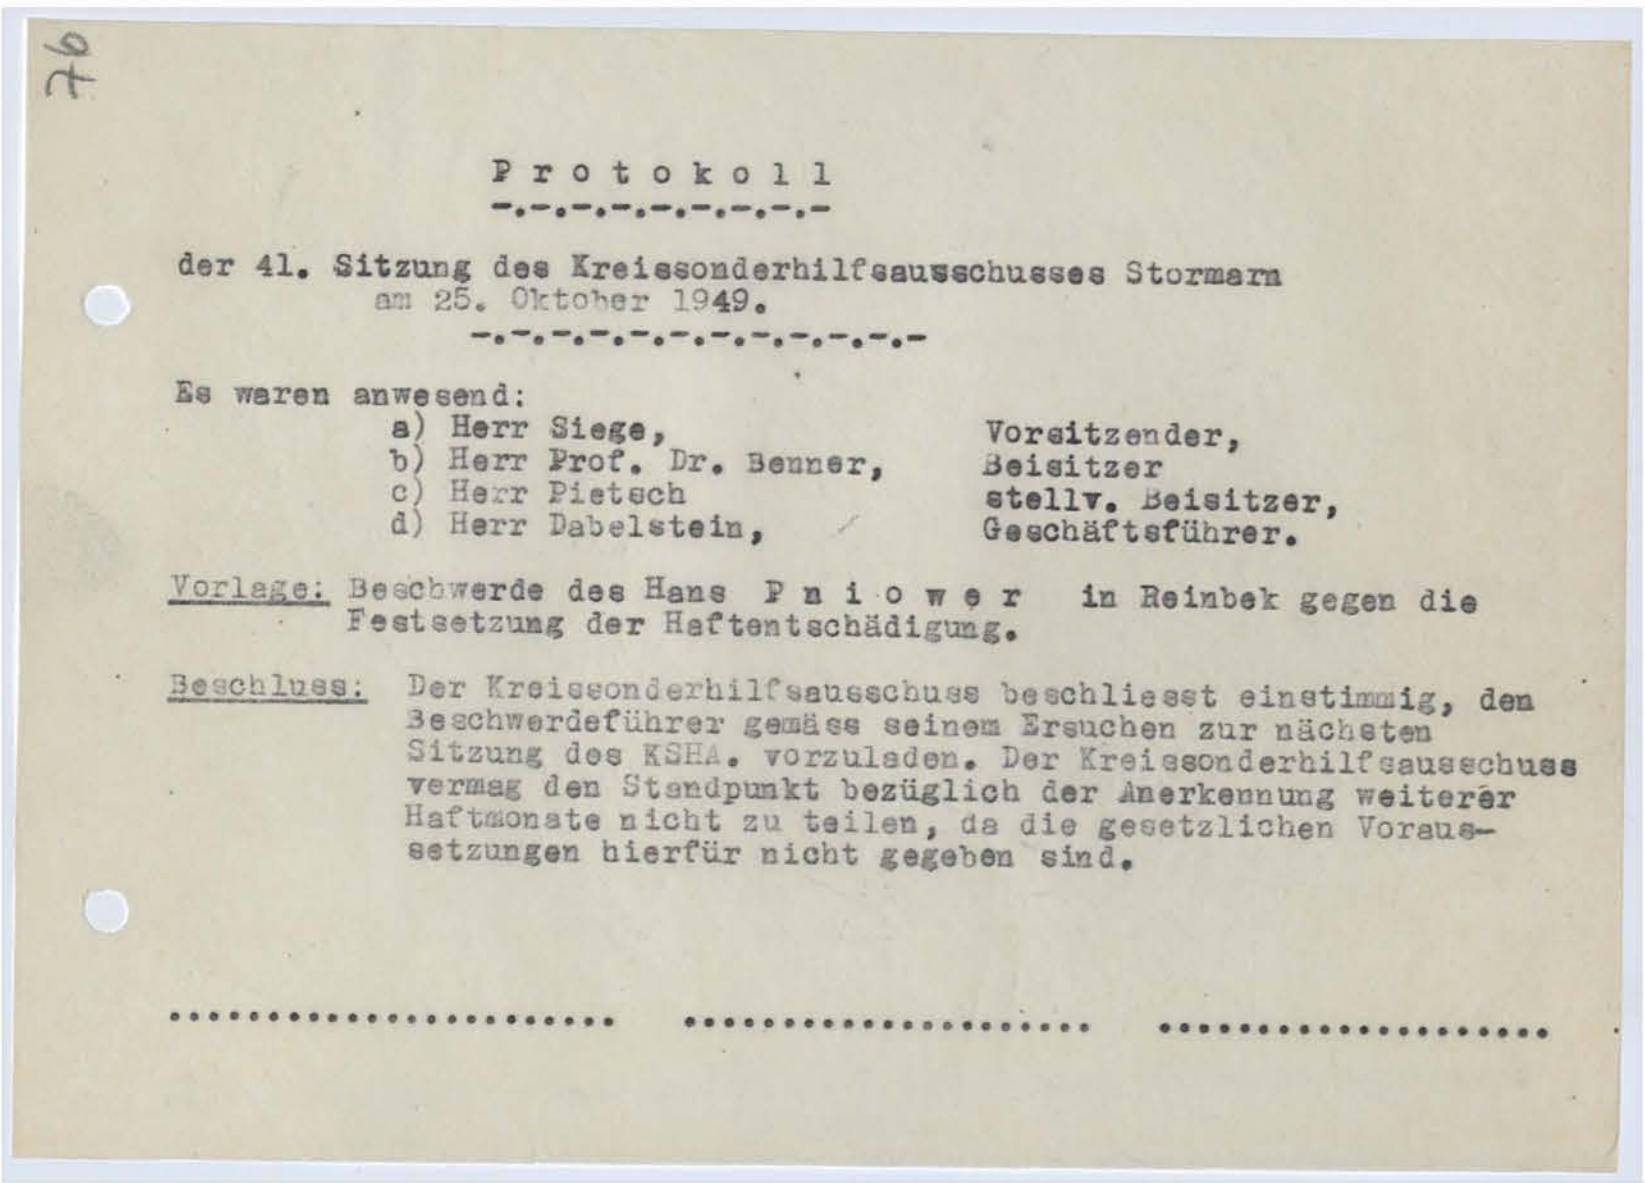 76
P r o t o k o l l
-.-.-.-.-.-.-.-.-
der 41. Sitzung des Kreissonderhilfsausschusses Stormarn
am 25. Oktober 1949.
-.-.-.-.-.-.-.-.-.-.-.-
Es waren anwesend:
a) Herr Siege, Vorsitzender,
b) Herr Prof. Dr. Benner, Beisitzer
c) Herr Pietsch stellv. Beisitzer,
d) Herr Dabelstein, Geschäftsführer.
Vorlage: Beschwerde des Hans P n i o w e r in Reinbek gegen die
Festsetzung der Haftentschädigung.
Beschluss: Der Kreissonderhilfsausschuss beschliesst einstimmig, den
Beschwerdeführer gemäss seinem Ersuchen zur nächsten
Sitzung des KSHA. vorzuladen. Der Kreissonderhilfsausschuss
vermag den Standpunkt bezüglich der Anerkennung weiterer
Haftmonate nicht zu teilen, da die gesetzlichen Voraus-
setzungen hierfür nicht gegeben sind.
....................... ..................... ....................